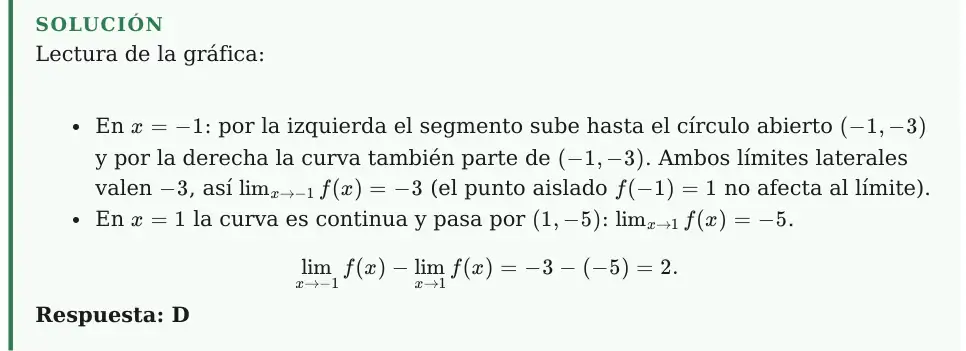 SOLUCIÓN
Lectura de la gráfica:
• En x = −1: por la izquierda el segmento sube hasta el círculo abierto (−1, −3)
y por la derecha la curva también parte de (−1, −3). Ambos límites laterales
valen −3, así lim_{x→−1} f(x) = −3 (el punto aislado f(−1) = 1 no afecta al límite).
• En x = 1 la curva es continua y pasa por (1, −5): lim_{x→1} f(x) = −5.
lim_{x→−1} f(x) − lim_{x→1} f(x) = −3 − (−5) = 2.
Respuesta: D